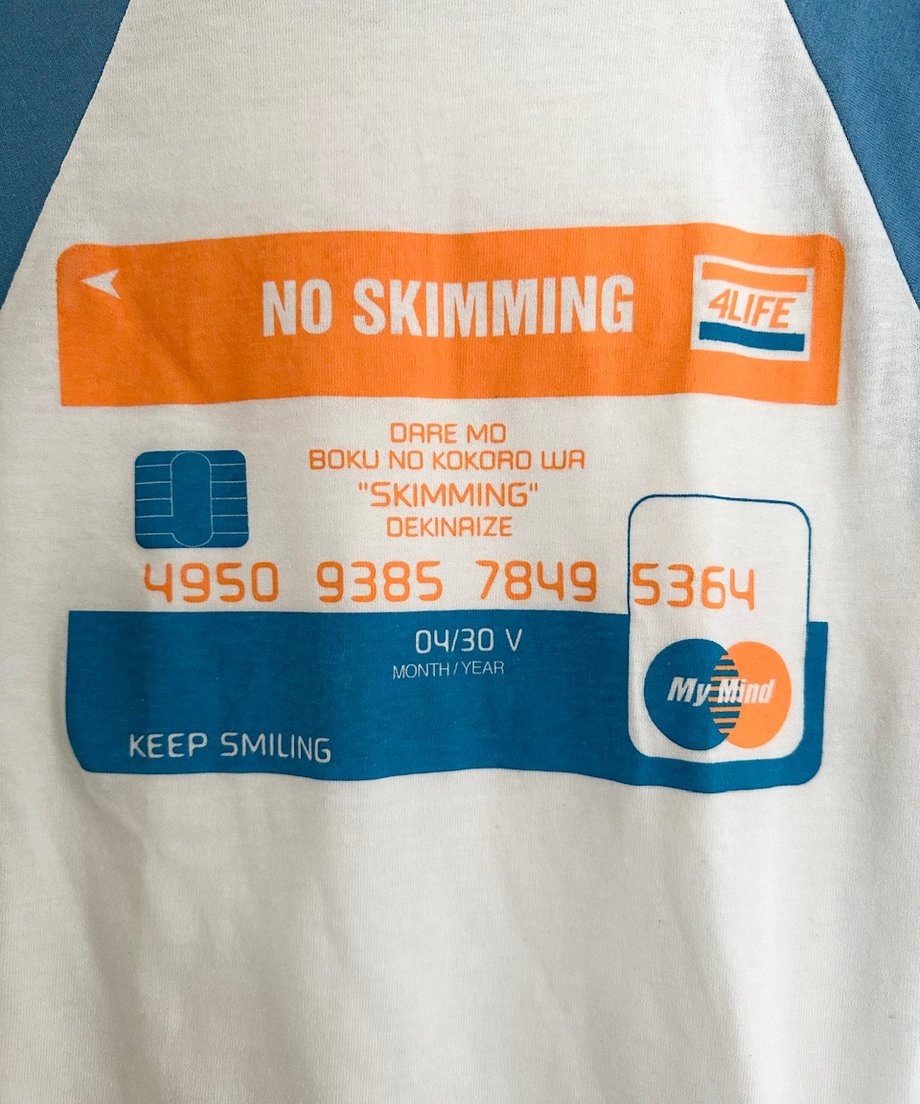 NO SKIMMING
4LIFE
DARE MO
BOKU NO KOKORO WA
"SKIMMING"
DEKINAIZE
4950 9385 7849 5364
04/30 V
MONTH/YEAR
My Mind
KEEP SMILING